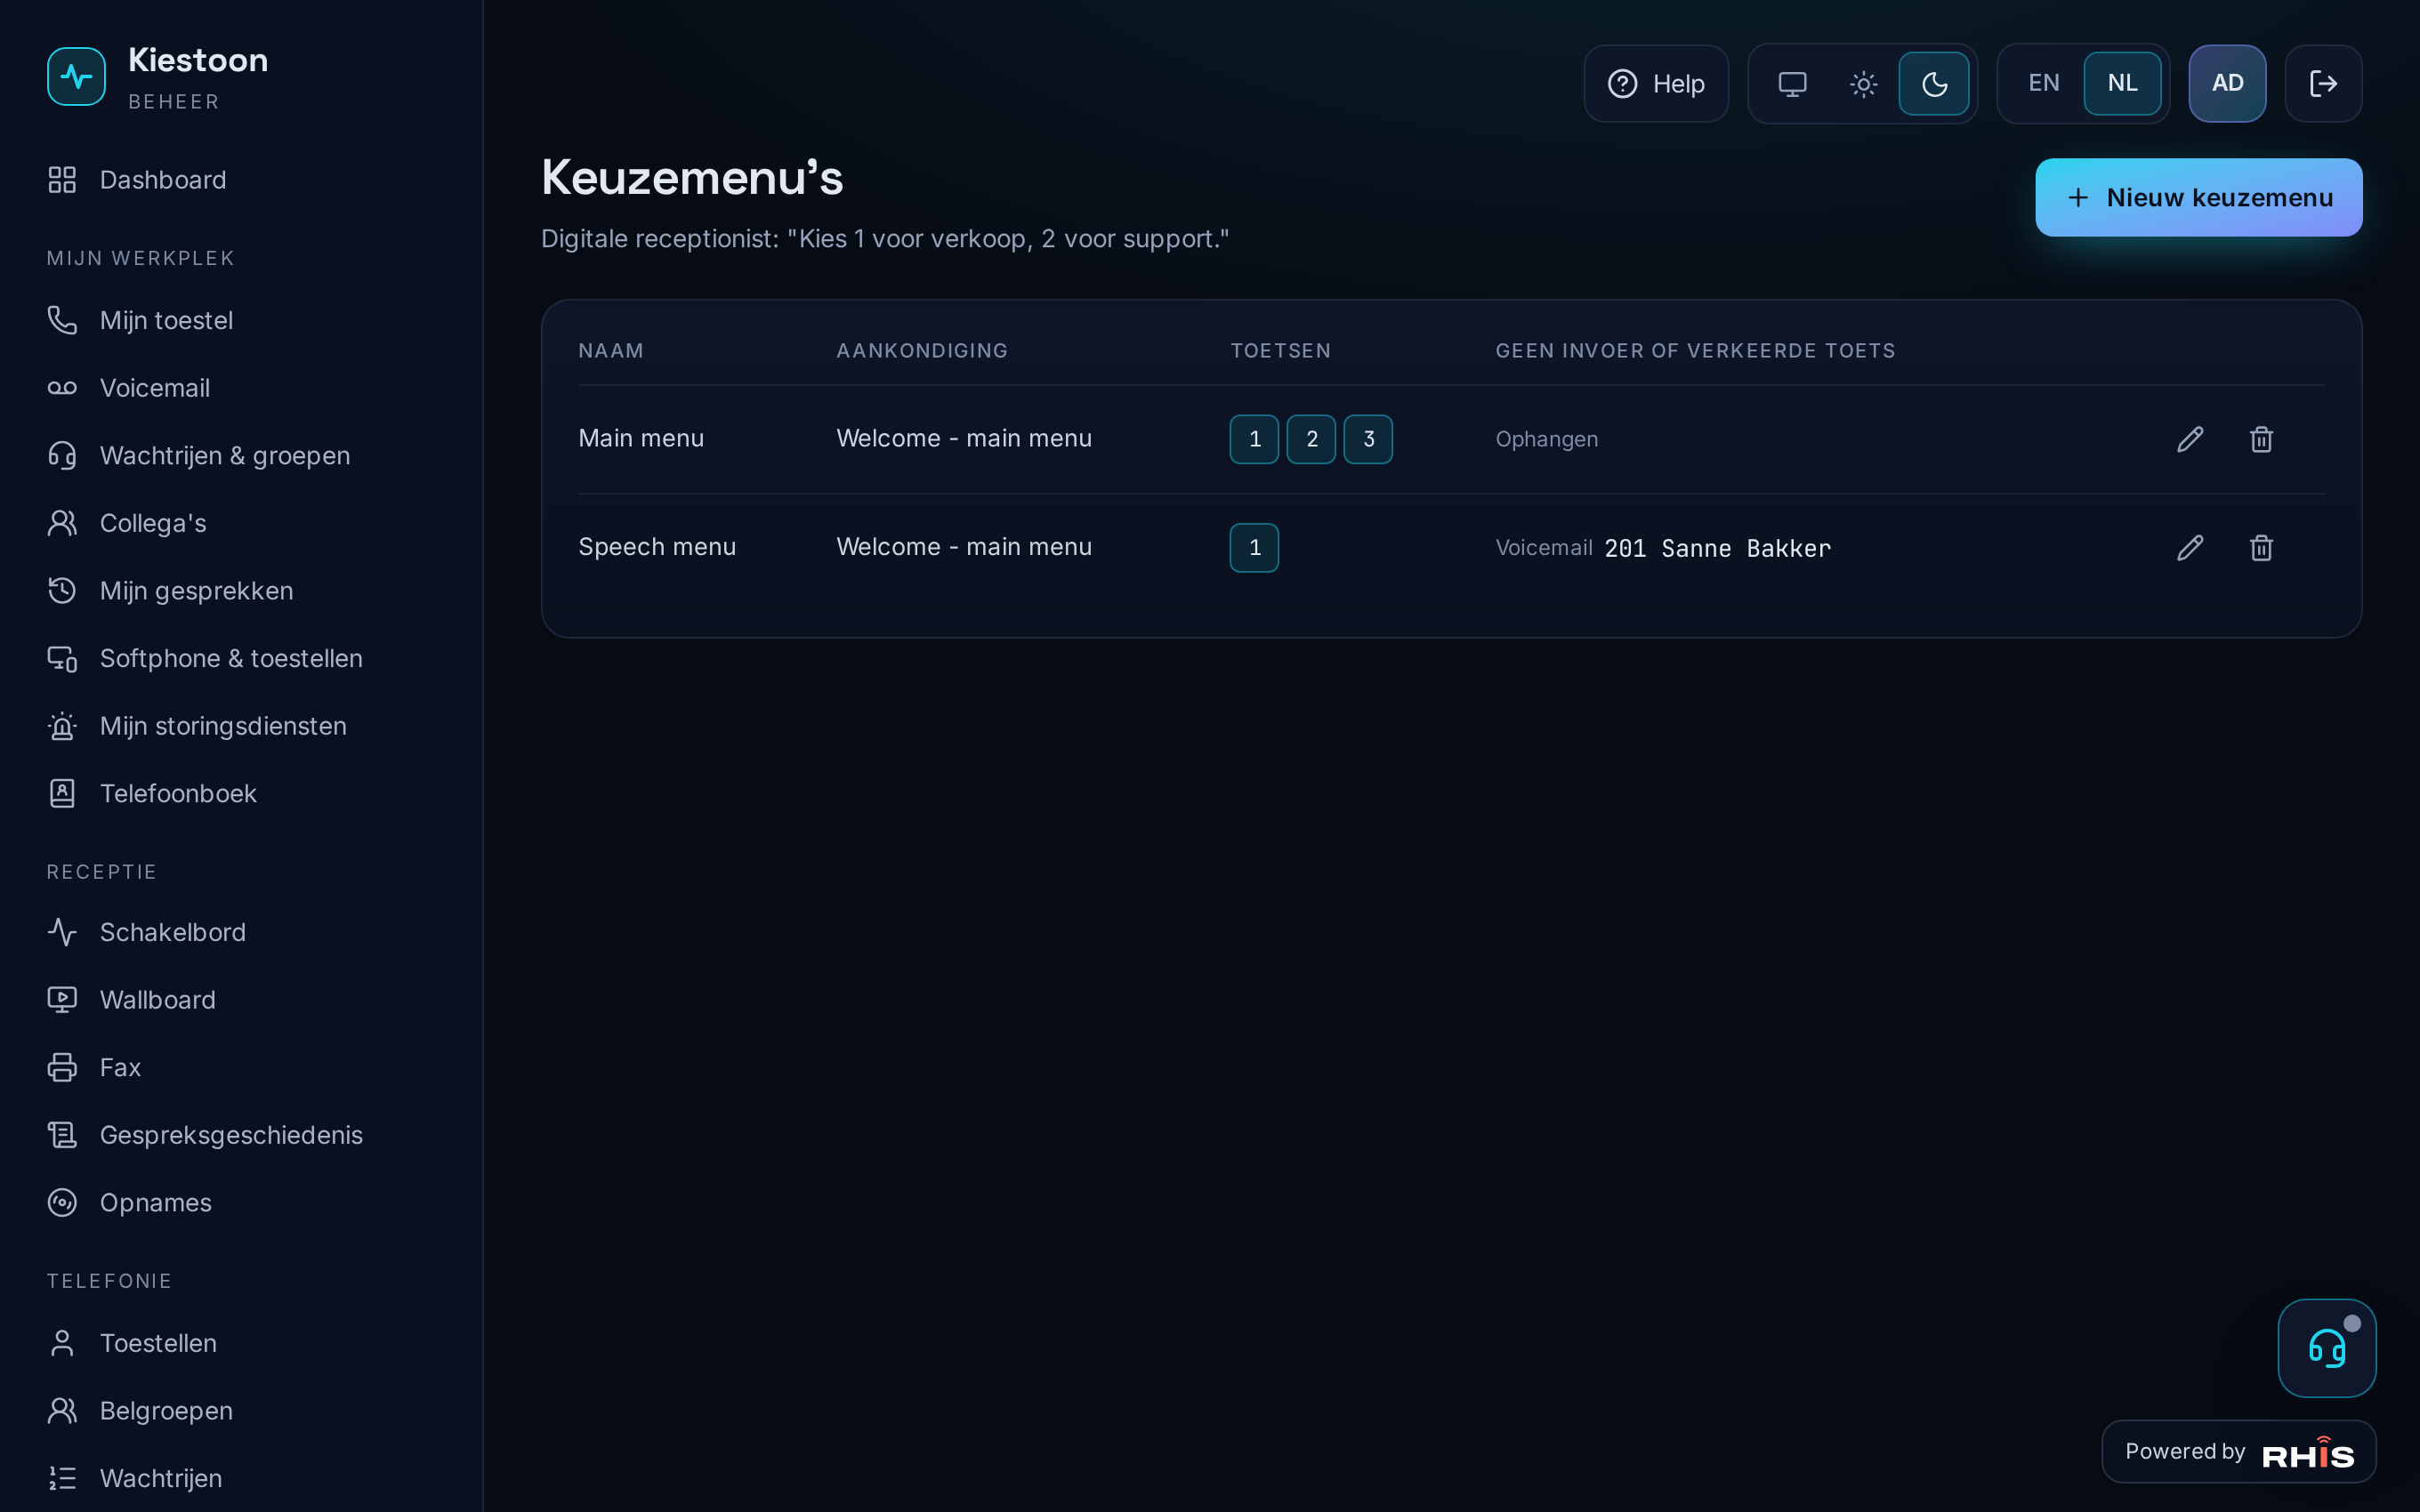 Kiestoon
BEHEER
Dashboard
MIJN WERKPLEK
Mijn toestel
Voicemail
Wachtrijen & groepen
Collega's
Mijn gesprekken
Softphone & toestellen
Mijn storingsdiensten
Telefoonboek
RECEPTIE
Schakelbord
Wallboard
Fax
Gespreksgeschiedenis
Opnames
TELEFONIE
Toestellen
Belgroepen
Wachtrijen
Help
EN NL AD
Keuzemenu’s
Digitale receptionist: "Kies 1 voor verkoop, 2 voor support."
Nieuw keuzemenu
NAAM AANKONDIGING TOETSEN GEEN INVOER OF VERKEERDE TOETS
Main menu Welcome - main menu 1 2 3 Ophangen
Speech menu Welcome - main menu 1 Voicemail 201 Sanne Bakker
Powered by RHIS